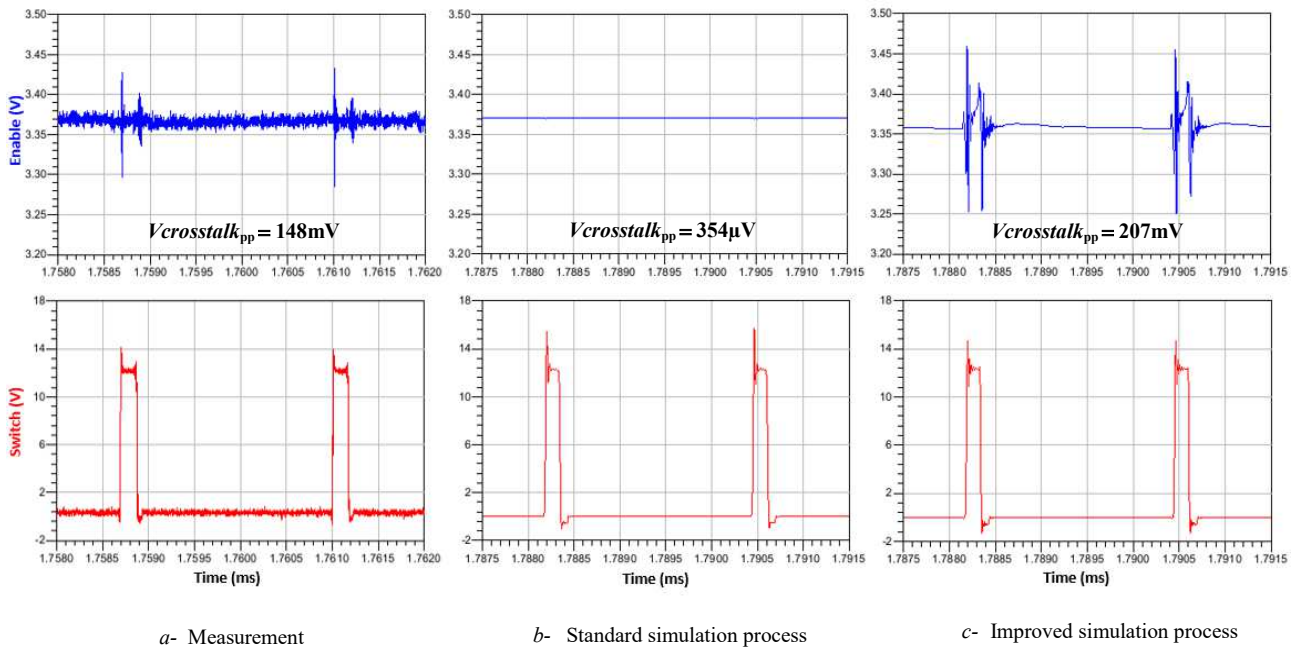 3.50
3.45
3.40
3.35
3.30
3.25
3.20
Enable (V)
Vcrosstalkpp = 148mV
1.7580 1.7585 1.7590 1.7595 1.7600 1.7605 1.7610 1.7615 1.7620
3.50
3.45
3.40
3.35
3.30
3.25
3.20
Vcrosstalkpp = 354µV
1.7875 1.7880 1.7885 1.7890 1.7895 1.7900 1.7905 1.7910 1.7915
3.50
3.45
3.40
3.35
3.30
3.25
3.20
Vcrosstalkpp = 207mV
1.7875 1.7880 1.7885 1.7890 1.7895 1.7900 1.7905 1.7910 1.7915
18
14
10
6
2
-2
Switch (V)
1.7580 1.7585 1.7590 1.7595 1.7600 1.7605 1.7610 1.7615 1.7620
Time (ms)
18
14
10
6
2
-2
1.7875 1.7880 1.7885 1.7890 1.7895 1.7900 1.7905 1.7910 1.7915
Time (ms)
18
14
10
6
2
-2
1.7875 1.7880 1.7885 1.7890 1.7895 1.7900 1.7905 1.7910 1.7915
Time (ms)
a- Measurement
b- Standard simulation process
c- Improved simulation process